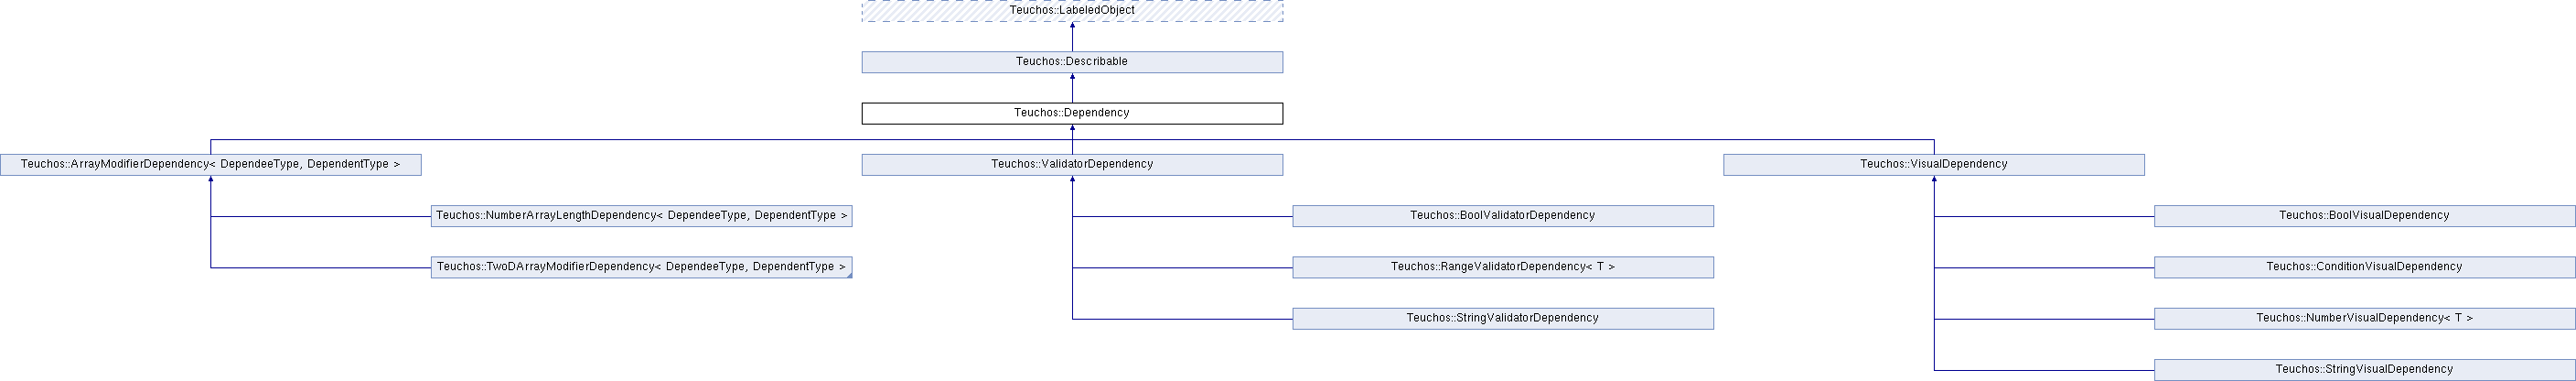 Teuchos::LabeledObject
Teuchos::Describable
Teuchos::Dependency
Teuchos::ArrayModifierDependency< DependeeType, DependentType >
Teuchos::ValidatorDependency
Teuchos::VisualDependency
Teuchos::NumberArrayLengthDependency< DependeeType, DependentType >
Teuchos::BoolValidatorDependency
Teuchos::BoolVisualDependency
Teuchos::TwoDArrayModifierDependency< DependeeType, DependentType >
Teuchos::RangeValidatorDependency< T >
Teuchos::ConditionVisualDependency
Teuchos::StringValidatorDependency
Teuchos::NumberVisualDependency< T >
Teuchos::StringVisualDependency